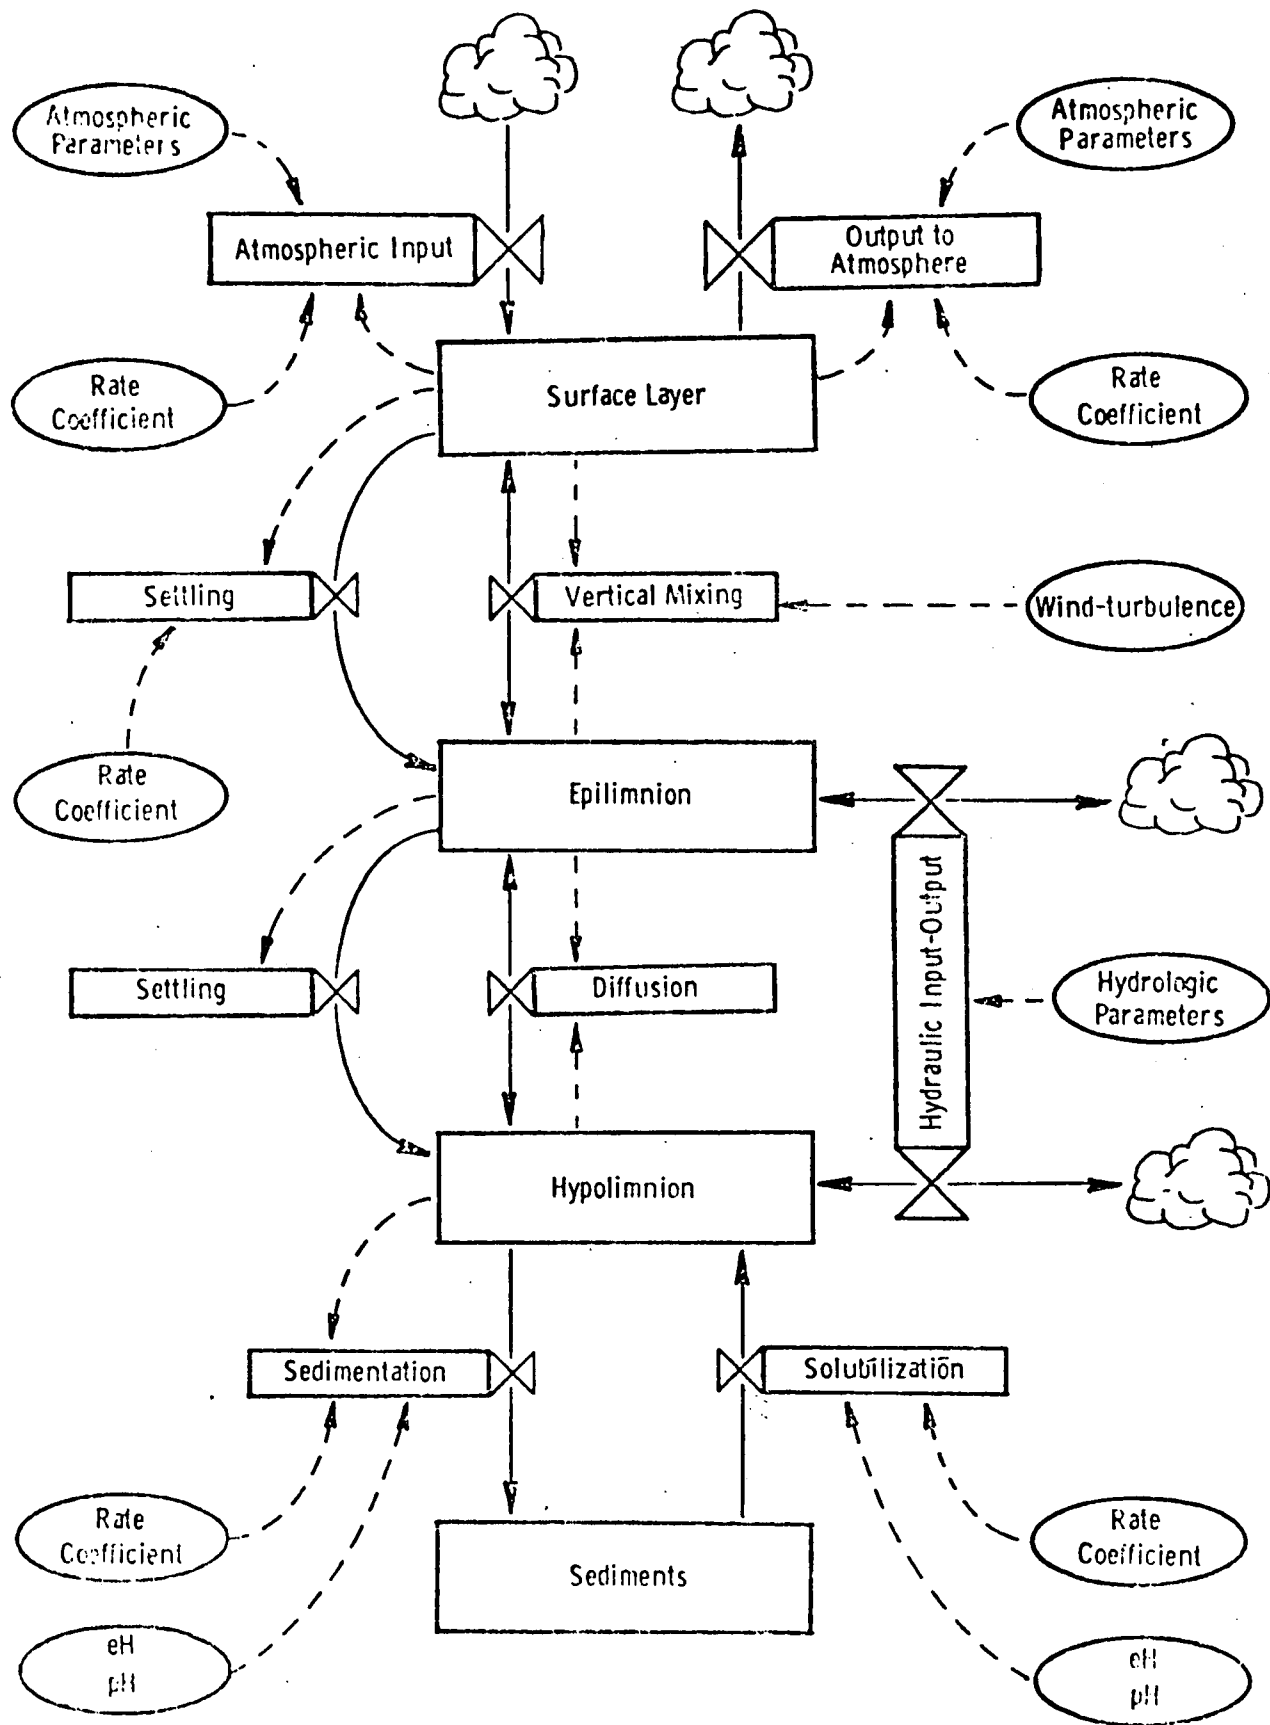 Atmospheric
Parameters
Atmospheric
Parameters
Atmospheric Input
Output to
Atmosphere
Rate
Coefficient
Surface Layer
Rate
Coefficient
Settling
Vertical Mixing
Wind-turbulence
Rate
Coefficient
Epilimnion
Hydraulic Input-Output
Settling
Diffusion
Hydrologic
Parameters
Hypolimnion
Sedimentation
Solubilization
Rate
Coefficient
Sediments
Rate
Coefficient
eH
pH
eH
pH